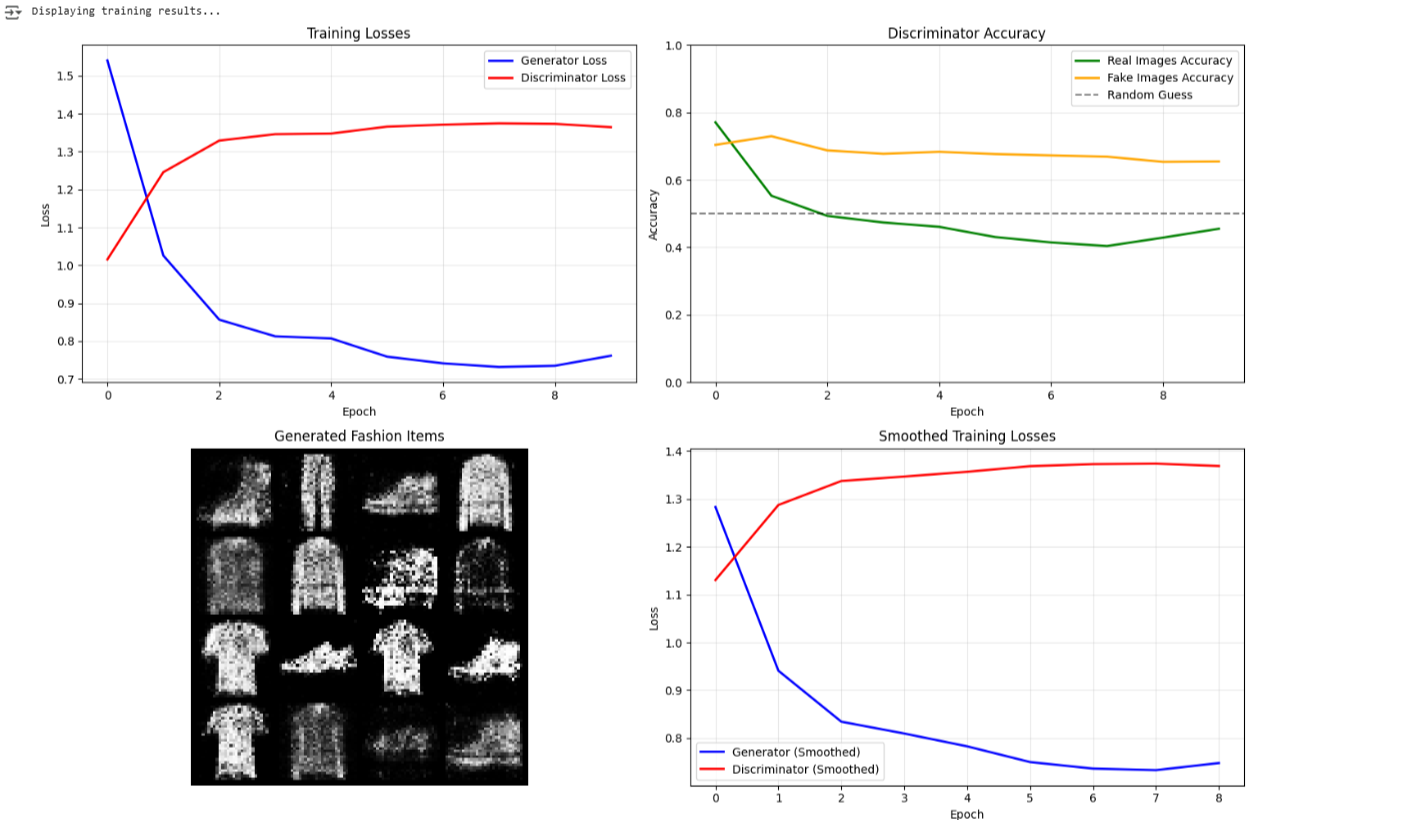 Displaying training results...
Training Losses
Generator Loss
Discriminator Loss
1.5
1.4
1.3
1.2
1.1
1.0
0.9
0.8
0.7
Loss
0 2 4 6 8
Epoch
Discriminator Accuracy
Real Images Accuracy
Fake Images Accuracy
Random Guess
1.0
0.8
0.6
0.4
0.2
0.0
Accuracy
0 2 4 6 8
Epoch
Generated Fashion Items
Smoothed Training Losses
1.4
1.3
1.2
1.1
1.0
0.9
0.8
Loss
Generator (Smoothed)
Discriminator (Smoothed)
0 1 2 3 4 5 6 7 8
Epoch